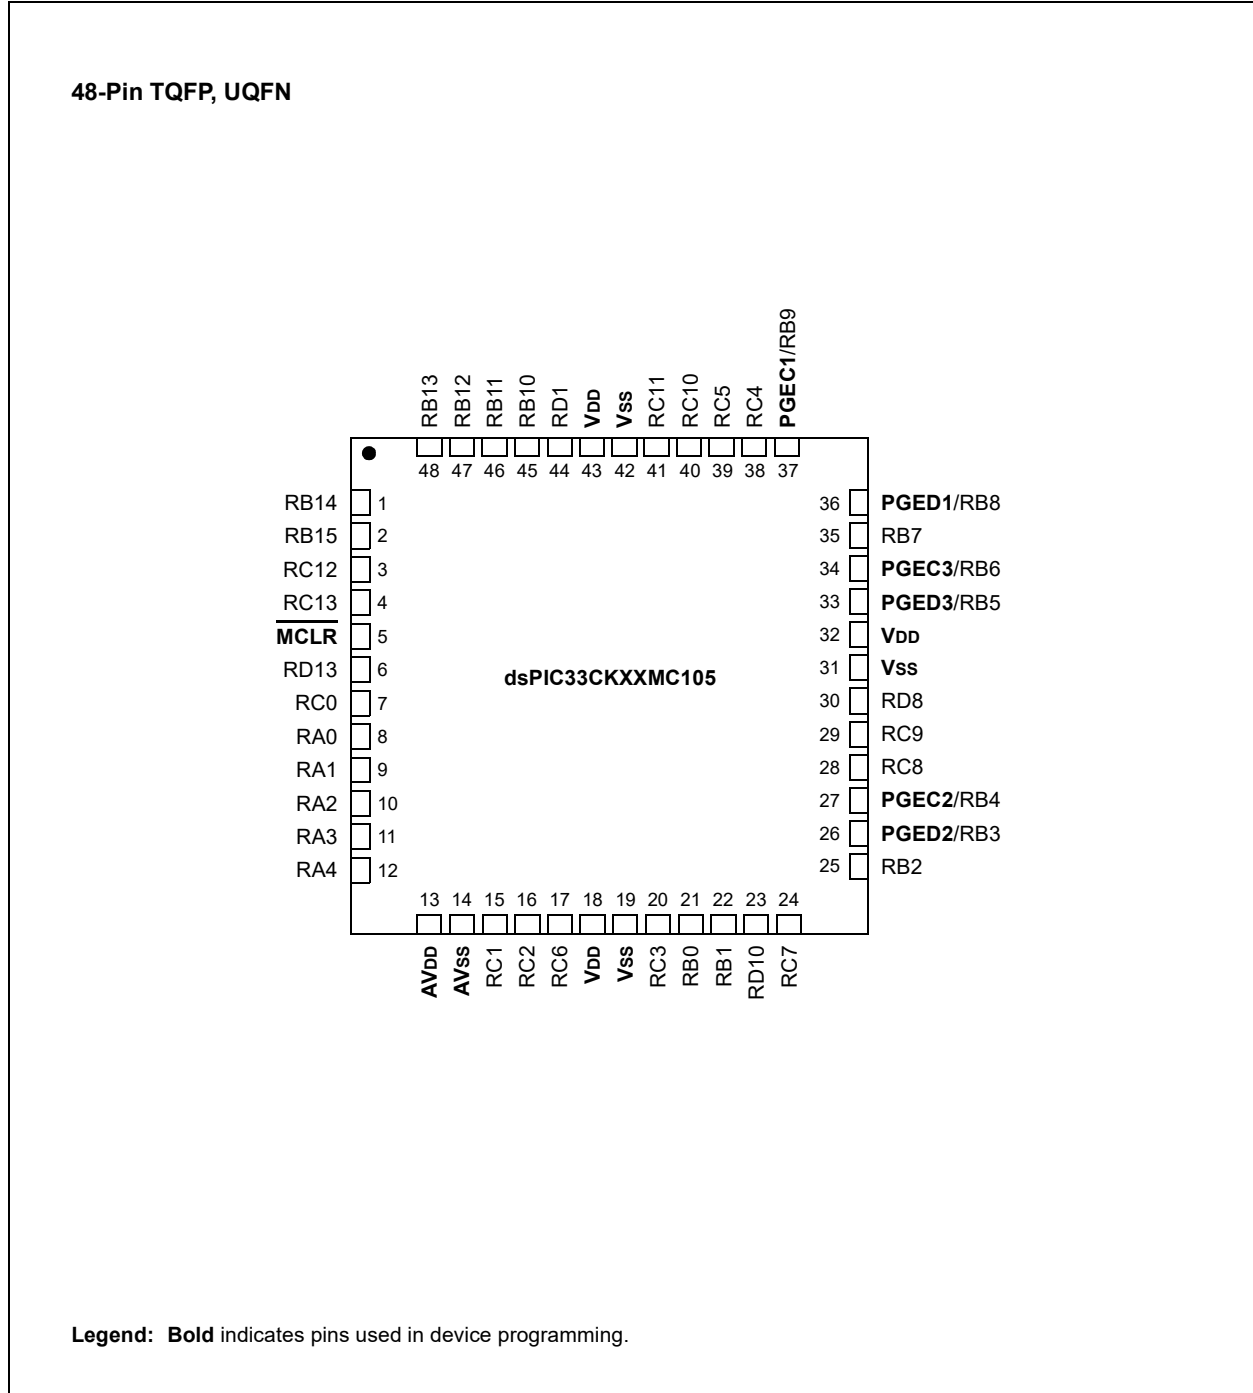 48-Pin TQFP, UQFN
RB13
RB12
RB11
RB10
RD1
VDD
VSS
RC11
RC10
RC5
RC4
PGEC1/RB9
48 47 46 45 44 43 42 41 40 39 38 37
RB14 1
RB15 2
RC12 3
RC13 4
MCLR 5
RD13 6
RC0 7
RA0 8
RA1 9
RA2 10
RA3 11
RA4 12
dsPIC33CKXXMC105
36 PGED1/RB8
35 RB7
34 PGEC3/RB6
33 PGED3/RB5
32 VDD
31 VSS
30 RD8
29 RC9
28 RC8
27 PGEC2/RB4
26 PGED2/RB3
25 RB2
13 14 15 16 17 18 19 20 21 22 23 24
AVDD
AVSS
RC1
RC2
RC6
VDD
VSS
RC3
RB0
RB1
RD10
RC7
Legend: Bold indicates pins used in device programming.